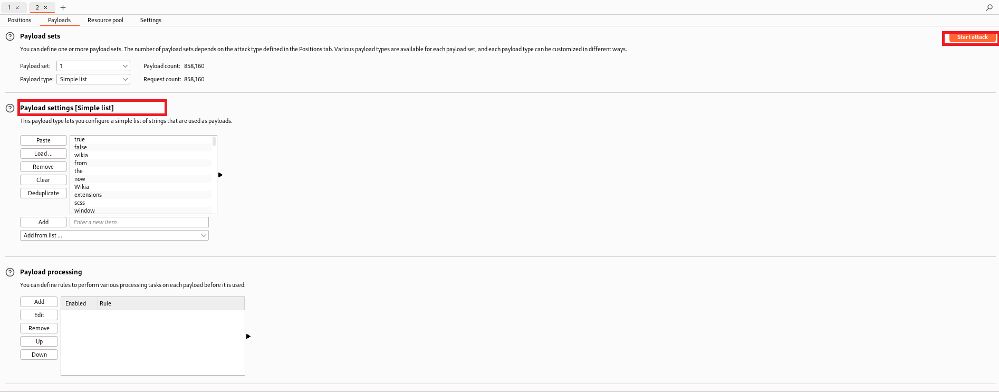 1 × 2 × +
Positions Payloads Resource pool Settings
Payload sets
Start attack
You can define one or more payload sets. The number of payload sets depends on the attack type defined in the Positions tab. Various payload types are available for each payload set, and each payload type can be customized in different ways.
Payload set: 1 Payload count: 858,160
Payload type: Simple list Request count: 858,160
Payload settings [Simple list]
This payload type lets you configure a simple list of strings that are used as payloads.
Paste
Load ...
Remove
Clear
Deduplicate
true
false
wikia
from
the
now
Wikia
extensions
scss
window
Add Enter a new item
Add from list ...
Payload processing
You can define rules to perform various processing tasks on each payload before it is used.
Add
Edit
Remove
Up
Down
Enabled Rule